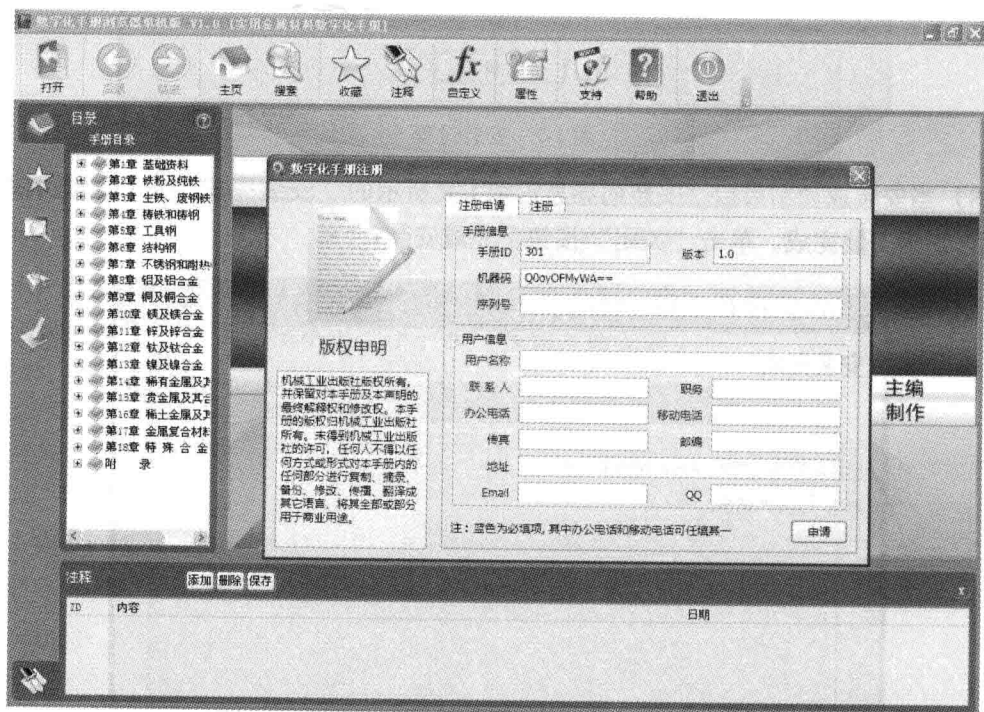 数字化手册浏览器单机版 V1.0 [实用金属材料数字化手册]
打开 后退 前进 主页 搜索 收藏 注释 自定义 属性 支持 帮助 退出
目录
手册目录
第1章 基础资料
第2章 铁粉及纯铁
第3章 生铁、废钢铁
第4章 铸铁和铸钢
第5章 工具钢
第6章 结构钢
第7章 不锈钢和耐热
第8章 铝及铝合金
第9章 铜及铜合金
第10章 镁及镁合金
第11章 锌及锌合金
第12章 钛及钛合金
第13章 镍及镍合金
第14章 稀有金属及其
第15章 贵金属及其合
第16章 稀土金属及其
第17章 金属复合材料
第18章 特殊合金
附 录
数字化手册注册
版权申明
机械工业出版社版权所有,
并保留对本手册及本声明的
最终解释权和修改权。本手
册的版权归机械工业出版社
所有。未得到机械工业出版
社的许可,任何人不得以任
何方式或形式对本手册内的
任何部分进行复制、摘录、
备份、修改、传播、翻译成
其它语言、将其全部或部分
用于商业用途。
注册申请 注册
手册信息
手册ID 301 版本 1.0
机器码 Q0oyOFMyWA==
序列号
用户信息
用户名称
联系人 职务
办公电话 移动电话
传真 邮编
地址
Email QQ
注:蓝色为必填项,其中办公电话和移动电话可任填其一 申请
主编
制作
注释 添加 删除 保存 x
ID 内容 日期